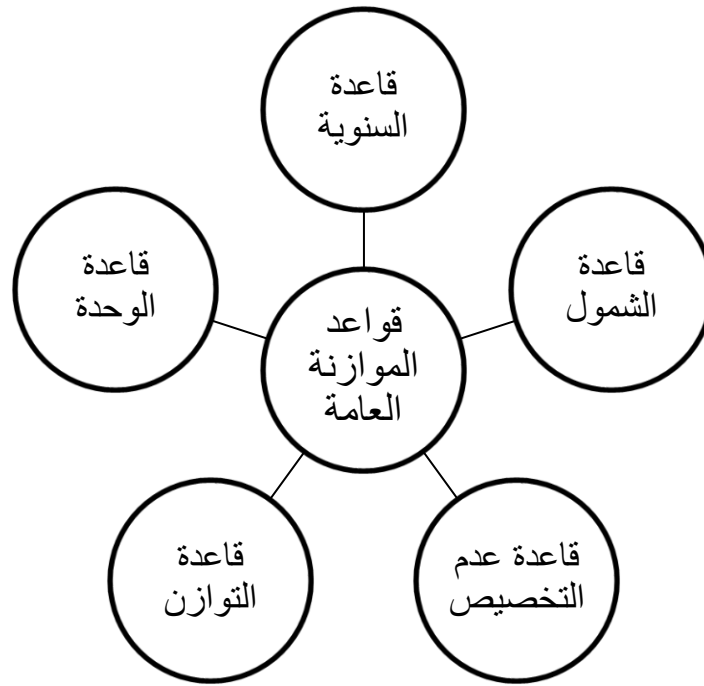 قاعدة
السنوية
قاعدة
الشمول
قاعدة
الوحدة
قواعد
الموازنة
العامة
قاعدة عدم
التخصيص
قاعدة
التوازن